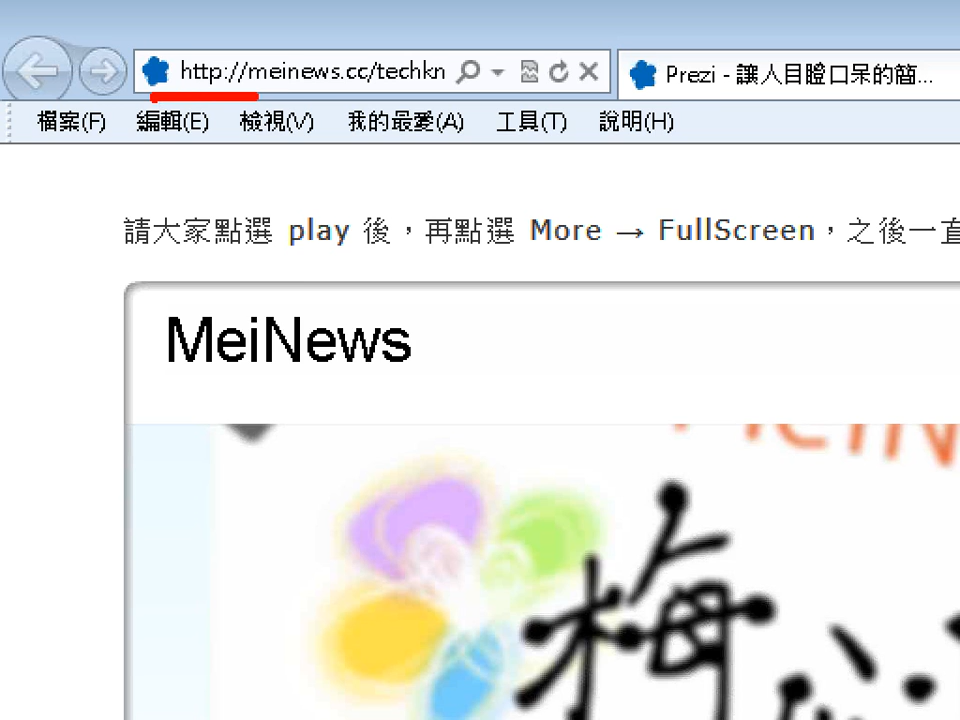 http://meinews.cc/techkn
Prezi - 讓人目瞪口呆的簡...
檔案(F) 編輯(E) 檢視(V) 我的最愛(A) 工具(T) 說明(H)
請大家點選 play 後，再點選 More → FullScreen，之後一直
MeiNews
梅